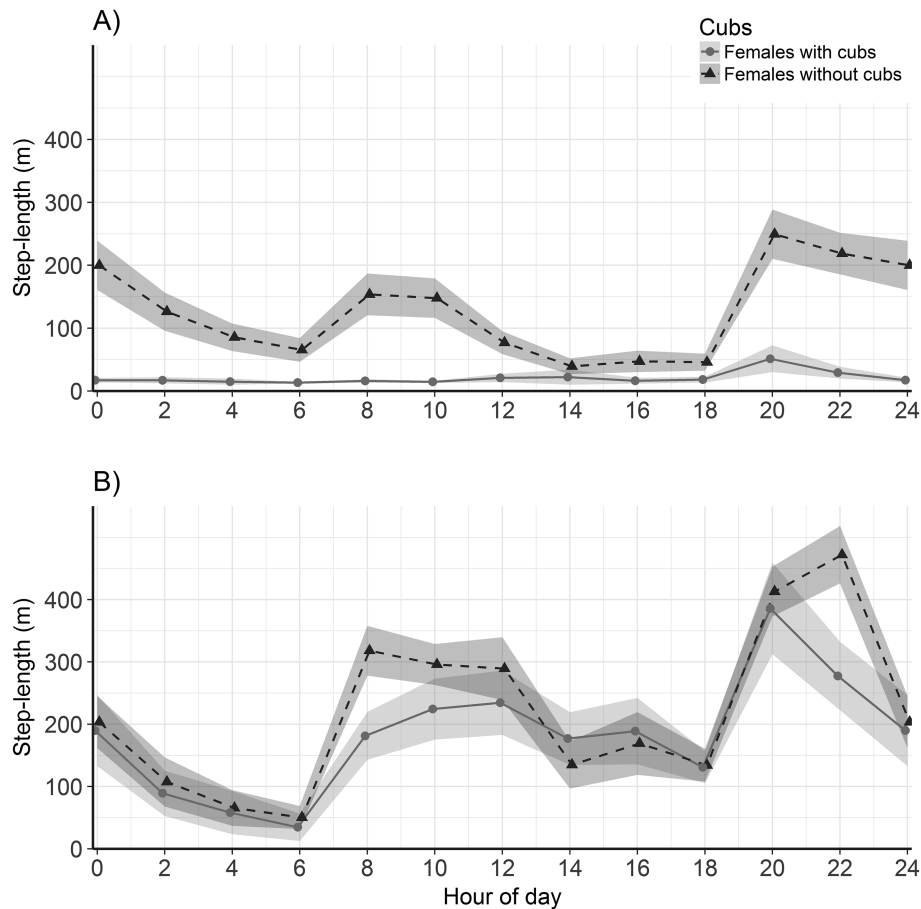 A)
Cubs
Females with cubs
Females without cubs
Step-length (m)
400
300
200
100
0
0 2 4 6 8 10 12 14 16 18 20 22 24
B)
Step-length (m)
400
300
200
100
0
0 2 4 6 8 10 12 14 16 18 20 22 24
Hour of day